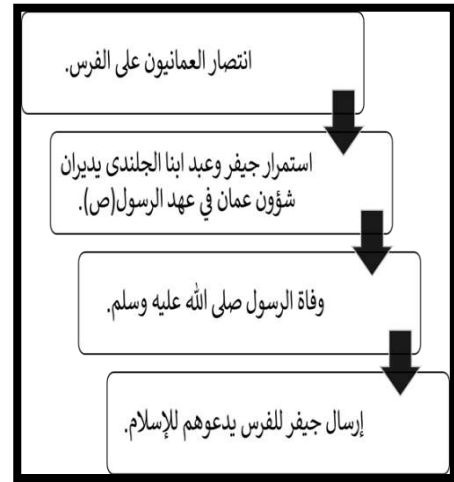 انتصار العمانيون على الفرس.
استمرار جيفر وعبد ابنا الجلندى يديران
شؤون عمان في عهد الرسول(ص).
وفاة الرسول صلى الله عليه وسلم.
إرسال جيفر للفرس يدعوهم للإسلام.